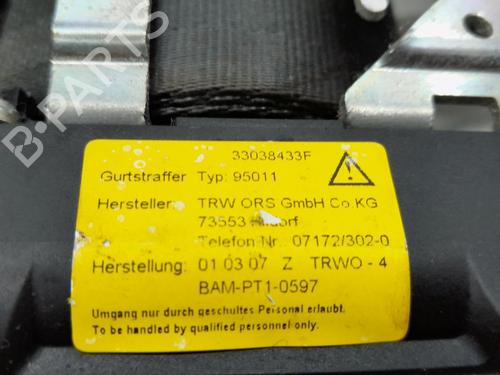 B-PARTS
33038433F
Gurtstraffer Typ: 95011
Hersteller: TRW ORS GmbH Co KG
73553 Alfdorf
Telefon Nr.: 07172/302-0
Herstellung: 01 03 07 Z TRWO - 4
BAM-PT1-0597
Umgang nur durch geschultes Personal erlaubt.
To be handled by qualified personnel only.